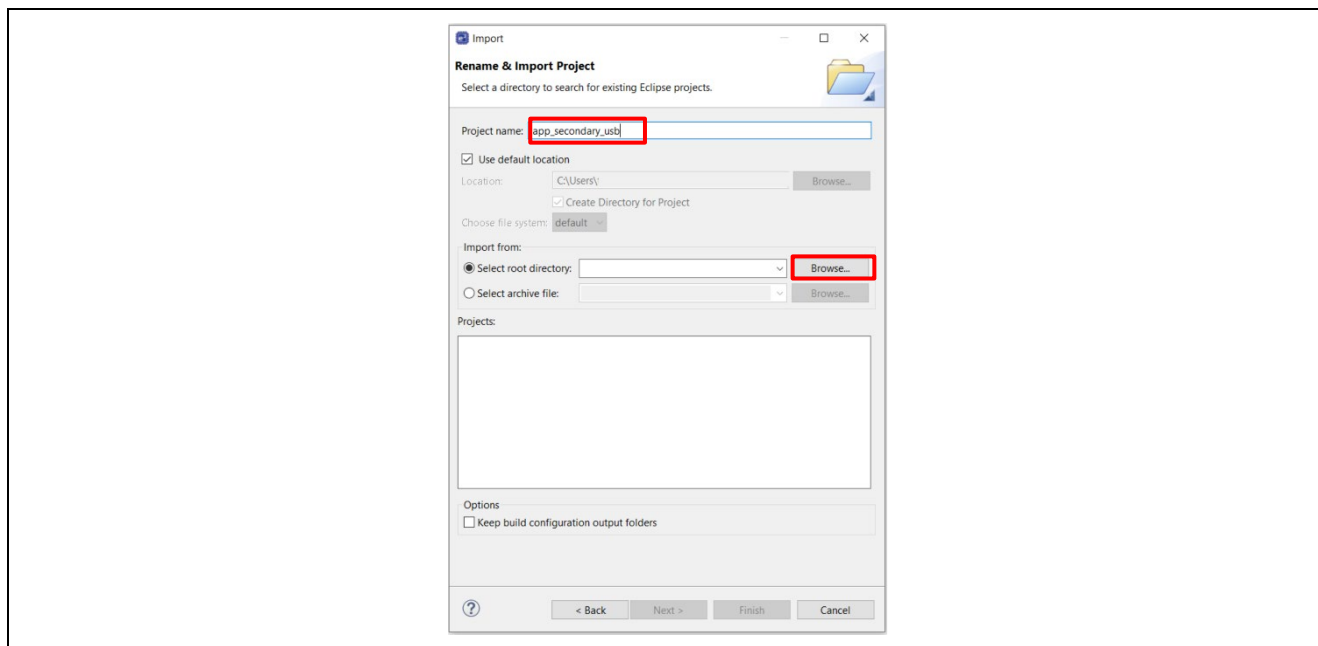 Import
Rename & Import Project
Select a directory to search for existing Eclipse projects.
Project name: app_secondary_usb
Use default location
Location: C:\Users\ Browse...
Create Directory for Project
Choose file system: default
Import from:
Select root directory: Browse...
Select archive file: Browse...
Projects:
Options
Keep build configuration output folders
? < Back Next > Finish Cancel